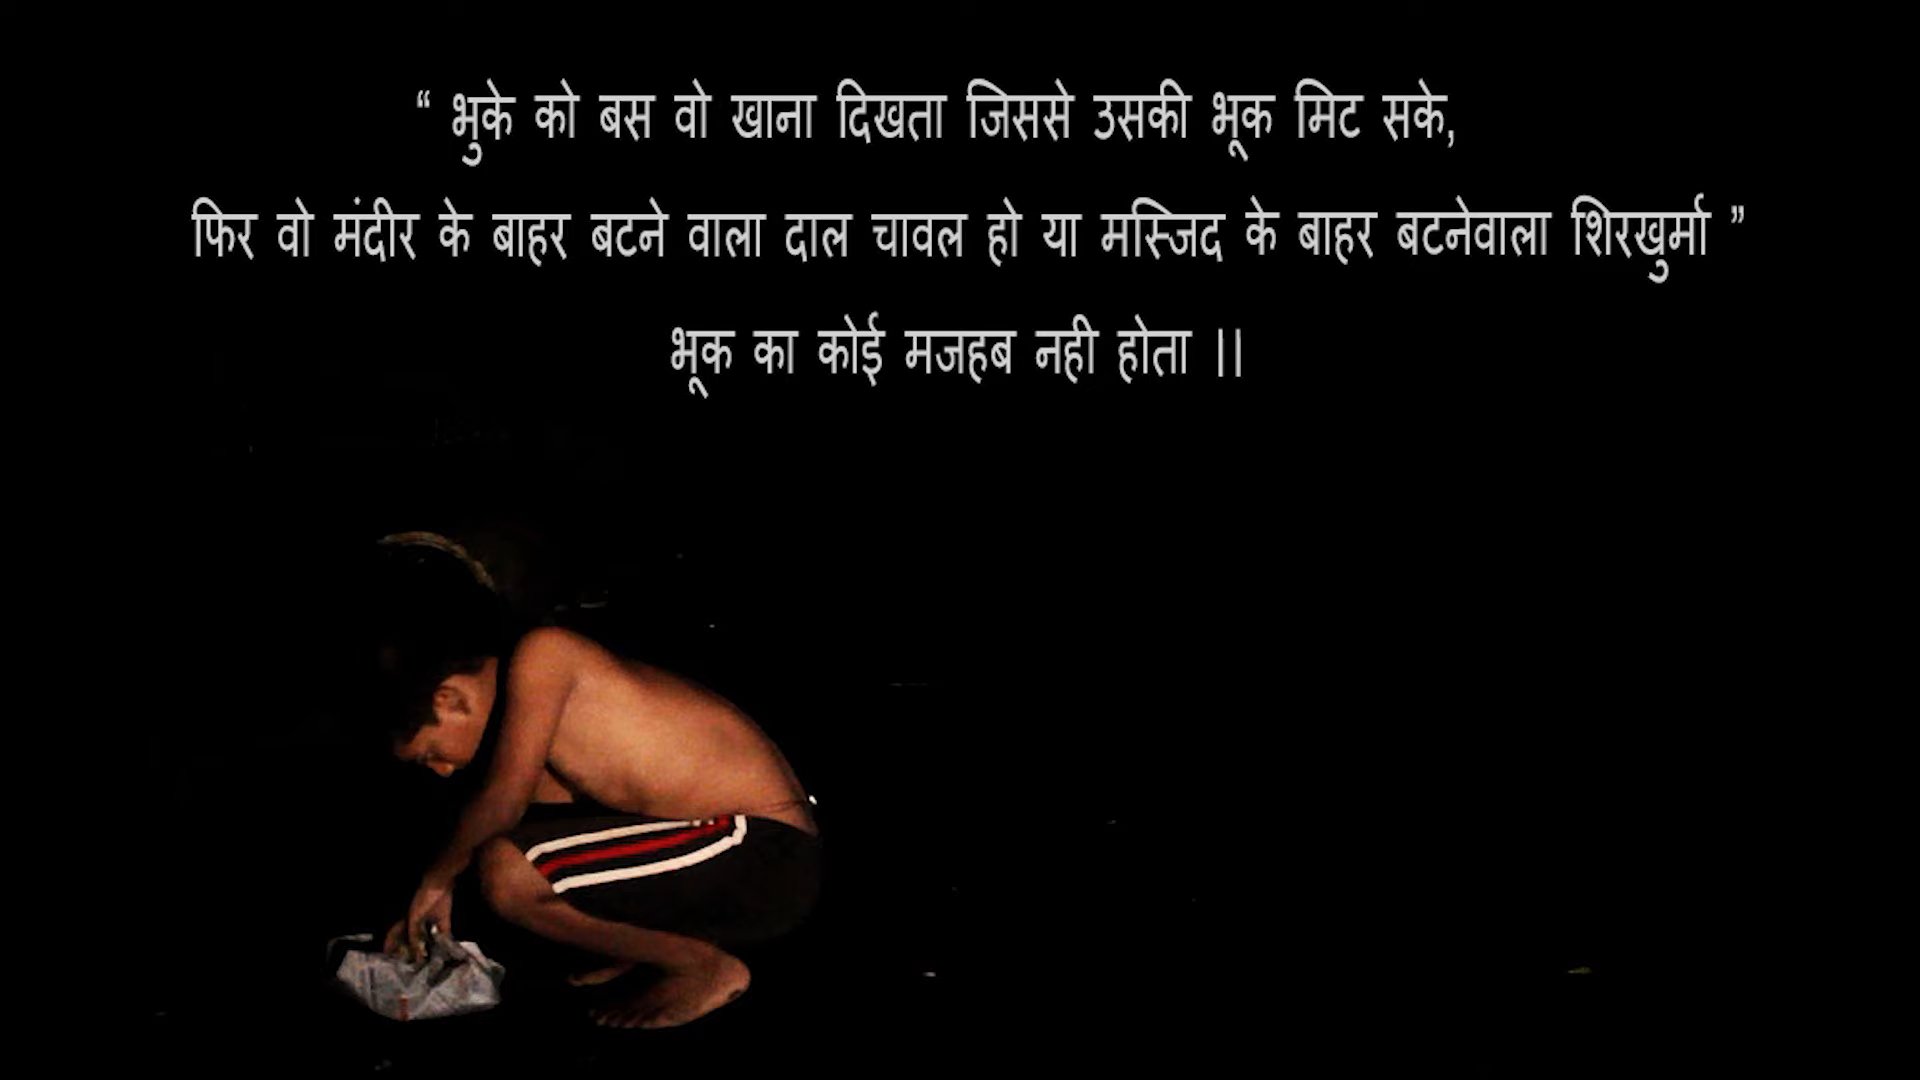 “ भुके को बस वो खाना दिखता जिससे उसकी भूक मिट सके,
फिर वो मंदीर के बाहर बटने वाला दाल चावल हो या मस्जिद के बाहर बटनेवाला शिरखुर्मा ”
भूक का कोई मजहब नही होता ।।